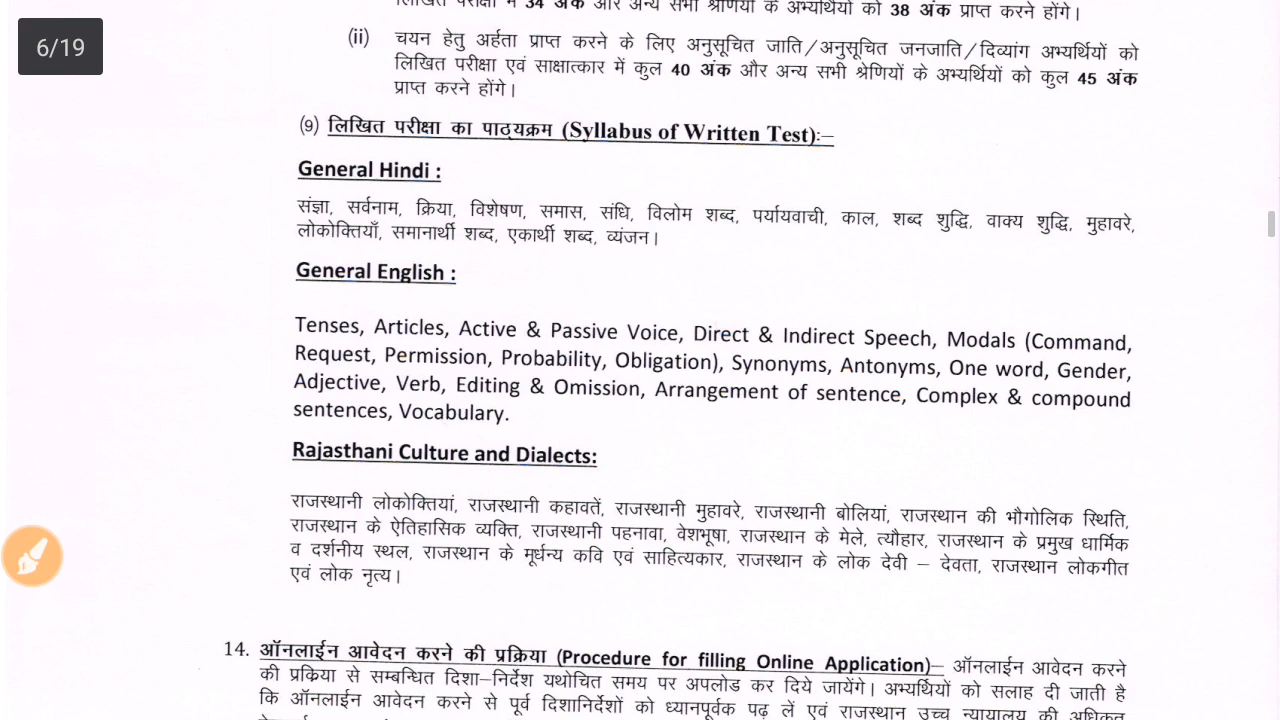 लिखित परीक्षा में 34 अंक और अन्य सभी श्रेणियों के अभ्यर्थियों को 38 अंक प्राप्त करने होंगे।
6/19
(ii) चयन हेतु अर्हता प्राप्त करने के लिए अनुसूचित जाति/अनुसूचित जनजाति/दिव्यांग अभ्यर्थियों को
लिखित परीक्षा एवं साक्षात्कार में कुल 40 अंक और अन्य सभी श्रेणियों के अभ्यर्थियों को कुल 45 अंक
प्राप्त करने होंगे।
(9) लिखित परीक्षा का पाठ्यक्रम (Syllabus of Written Test):–
General Hindi :
संज्ञा, सर्वनाम, क्रिया, विशेषण, समास, संधि, विलोम शब्द, पर्यायवाची, काल, शब्द शुद्धि, वाक्य शुद्धि, मुहावरे,
लोकोक्तियाँ, समानार्थी शब्द, एकार्थी शब्द, व्यंजन।
General English :
Tenses, Articles, Active & Passive Voice, Direct & Indirect Speech, Modals (Command,
Request, Permission, Probability, Obligation), Synonyms, Antonyms, One word, Gender,
Adjective, Verb, Editing & Omission, Arrangement of sentence, Complex & compound
sentences, Vocabulary.
Rajasthani Culture and Dialects:
राजस्थानी लोकोक्तियां, राजस्थानी कहावतें, राजस्थानी मुहावरे, राजस्थानी बोलियां, राजस्थान की भौगोलिक स्थिति,
राजस्थान के ऐतिहासिक व्यक्ति, राजस्थानी पहनावा, वेशभूषा, राजस्थान के मेले, त्यौहार, राजस्थान के प्रमुख धार्मिक
व दर्शनीय स्थल, राजस्थान के मूर्धन्य कवि एवं साहित्यकार, राजस्थान के लोक देवी – देवता, राजस्थान लोकगीत
एवं लोक नृत्य।
14. ऑनलाईन आवेदन करने की प्रक्रिया (Procedure for filling Online Application)– ऑनलाईन आवेदन करने
की प्रक्रिया से सम्बन्धित दिशा–निर्देश यथोचित समय पर अपलोड कर दिये जायेंगे। अभ्यर्थियों को सलाह दी जाती है
कि ऑनलाईन आवेदन करने से पूर्व दिशानिर्देशों को ध्यानपूर्वक पढ़ लें एवं राजस्थान उच्च न्यायालय की अधिकृत